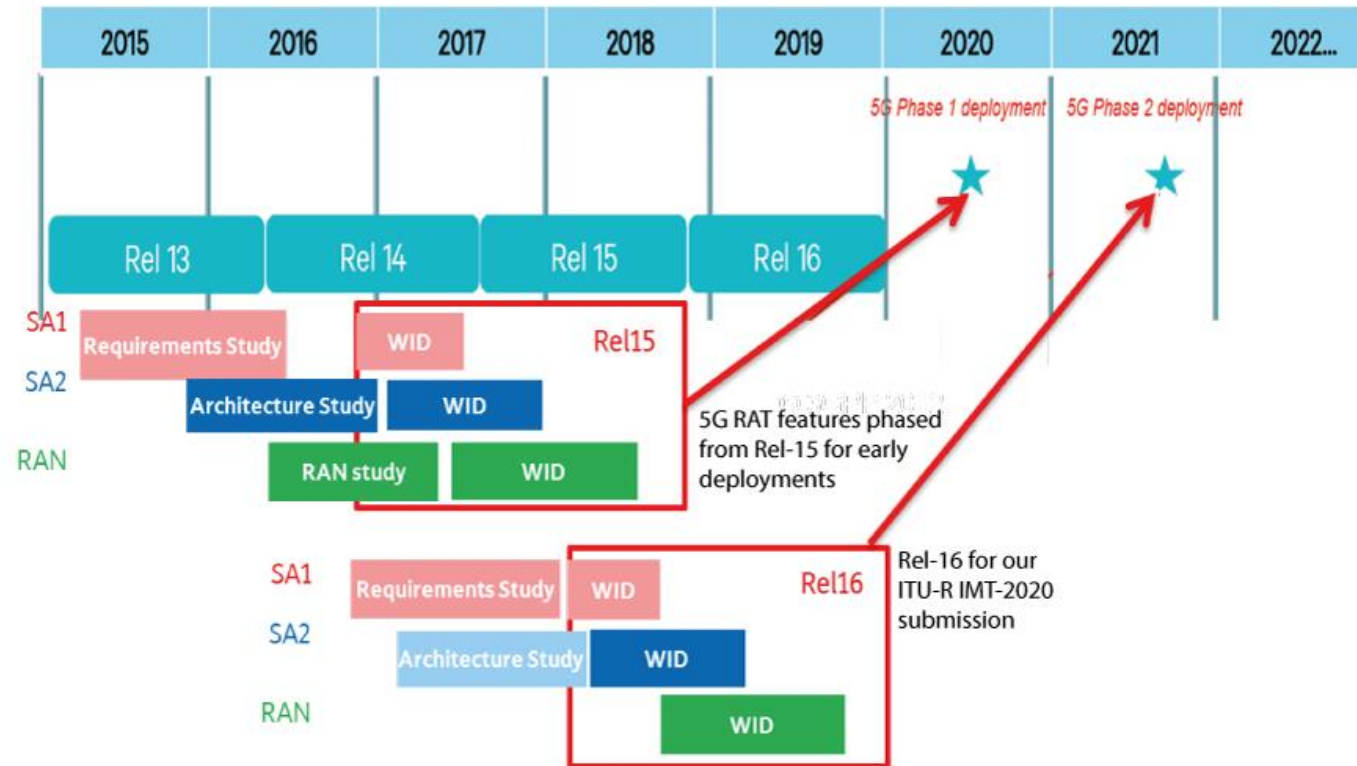 2015 2016 2017 2018 2019 2020 2021 2022...
5G Phase 1 deployment 5G Phase 2 deployment
Rel 13 Rel 14 Rel 15 Rel 16
SA1
Requirements Study WID Rel15
SA2
Architecture Study WID
RAN
RAN study WID
5G RAT features phased
from Rel-15 for early
deployments
SA1
Requirements Study WID Rel16
SA2
Architecture Study WID
RAN
WID
Rel-16 for our
ITU-R IMT-2020
submission